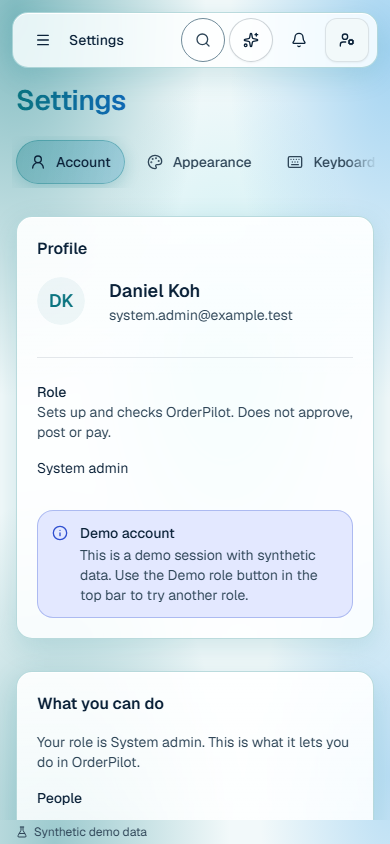 Settings
Settings
Account
Appearance
Keyboard
Profile
DK
Daniel Koh
system.admin@example.test
Role
Sets up and checks OrderPilot. Does not approve,
post or pay.
System admin
Demo account
This is a demo session with synthetic
data. Use the Demo role button in the
top bar to try another role.
What you can do
Your role is System admin. This is what it lets you
do in OrderPilot.
People
Synthetic demo data